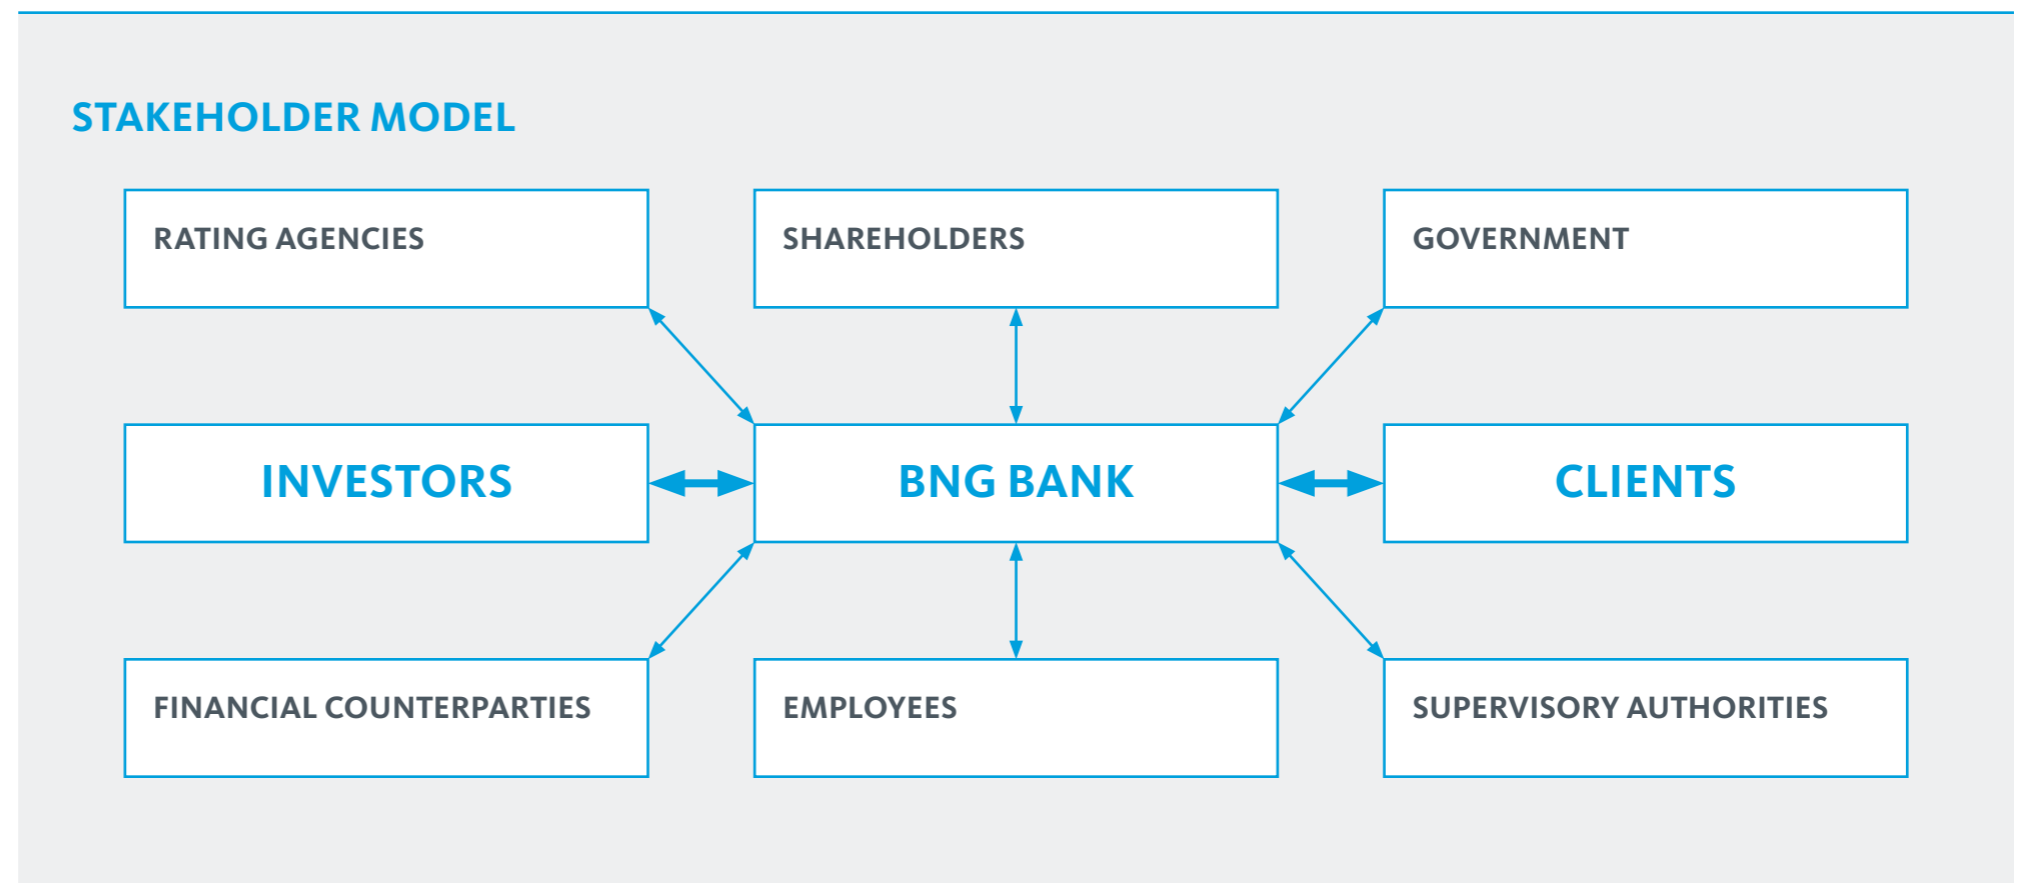 STAKEHOLDER MODEL
RATING AGENCIES
SHAREHOLDERS
GOVERNMENT
INVESTORS
BNG BANK
CLIENTS
FINANCIAL COUNTERPARTIES
EMPLOYEES
SUPERVISORY AUTHORITIES